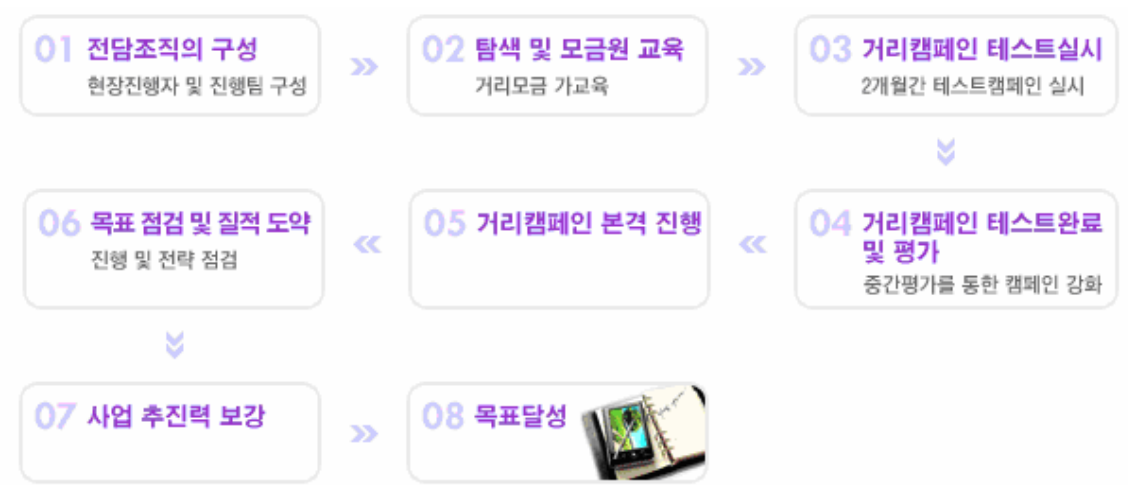 01 전담조직의 구성
현장진행자 및 진행팀 구성
02 탐색 및 모금원 교육
거리모금 가교육
03 거리캠페인 테스트실시
2개월간 테스트캠페인 실시
04 거리캠페인 테스트완료
및 평가
중간평가를 통한 캠페인 강화
05 거리캠페인 본격 진행
06 목표 점검 및 질적 도약
진행 및 전략 점검
07 사업 추진력 보강
08 목표달성